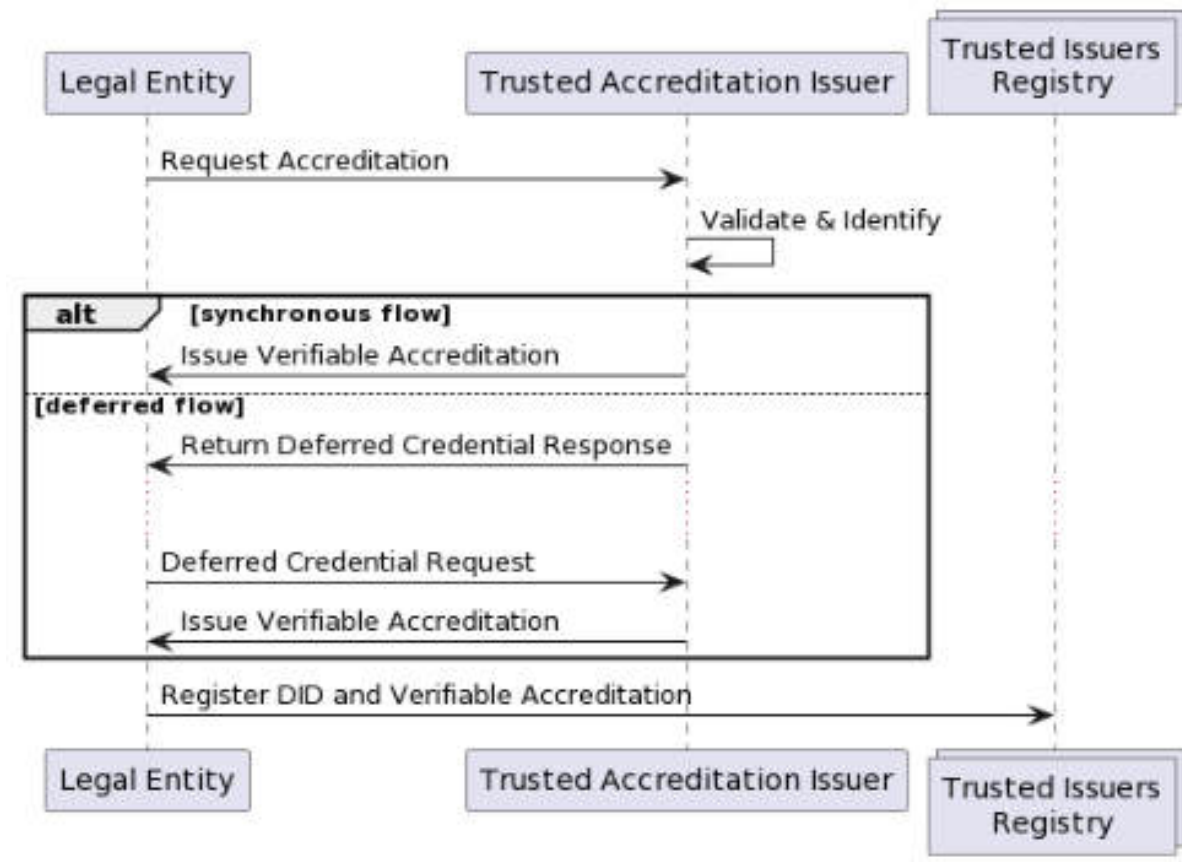 Legal Entity
Trusted Accreditation Issuer
Trusted Issuers
Registry
Request Accreditation
Validate & Identify
alt
[synchronous flow]
Issue Verifiable Accreditation
[deferred flow]
Return Deferred Credential Response
Deferred Credential Request
Issue Verifiable Accreditation
Register DID and Verifiable Accreditation
Legal Entity
Trusted Accreditation Issuer
Trusted Issuers
Registry